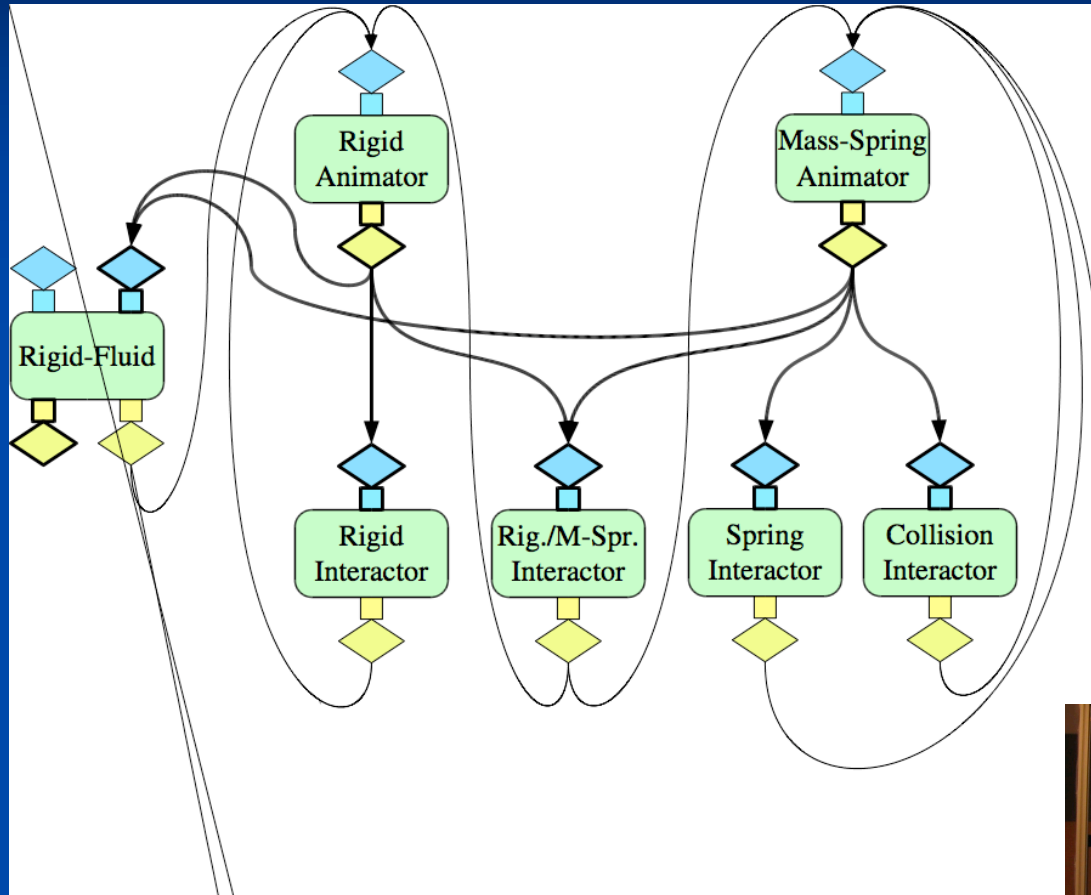 Rigid
Animator
Mass-Spring
Animator
Rigid-Fluid
Rigid
Interactor
Rig./M-Spr.
Interactor
Spring
Interactor
Collision
Interactor